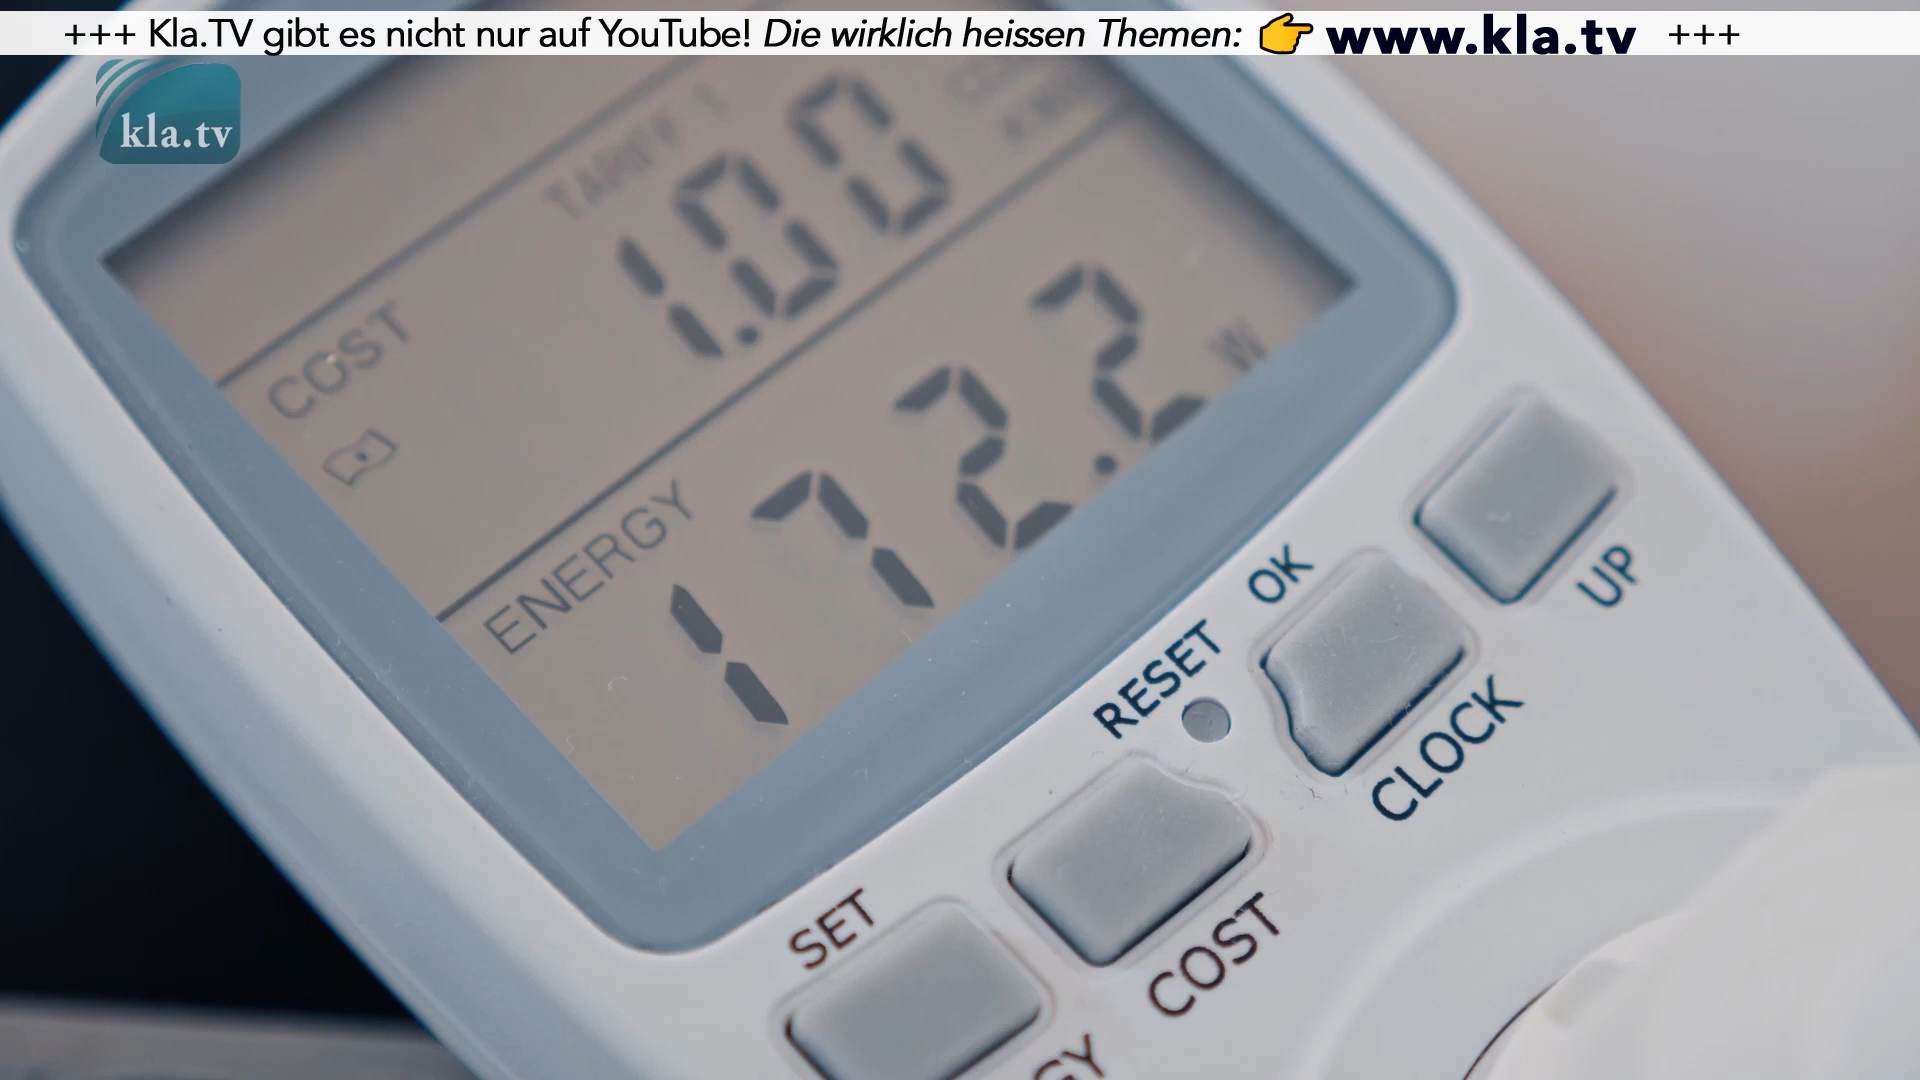 +++ Kla.TV gibt es nicht nur auf YouTube! Die wirklich heissen Themen: 👉 www.kla.tv +++
kla.tv
TARIFF 1
COST
1.00
ENERGY
172.2 W
UP
OK
CLOCK
RESET
COST
SET
GY